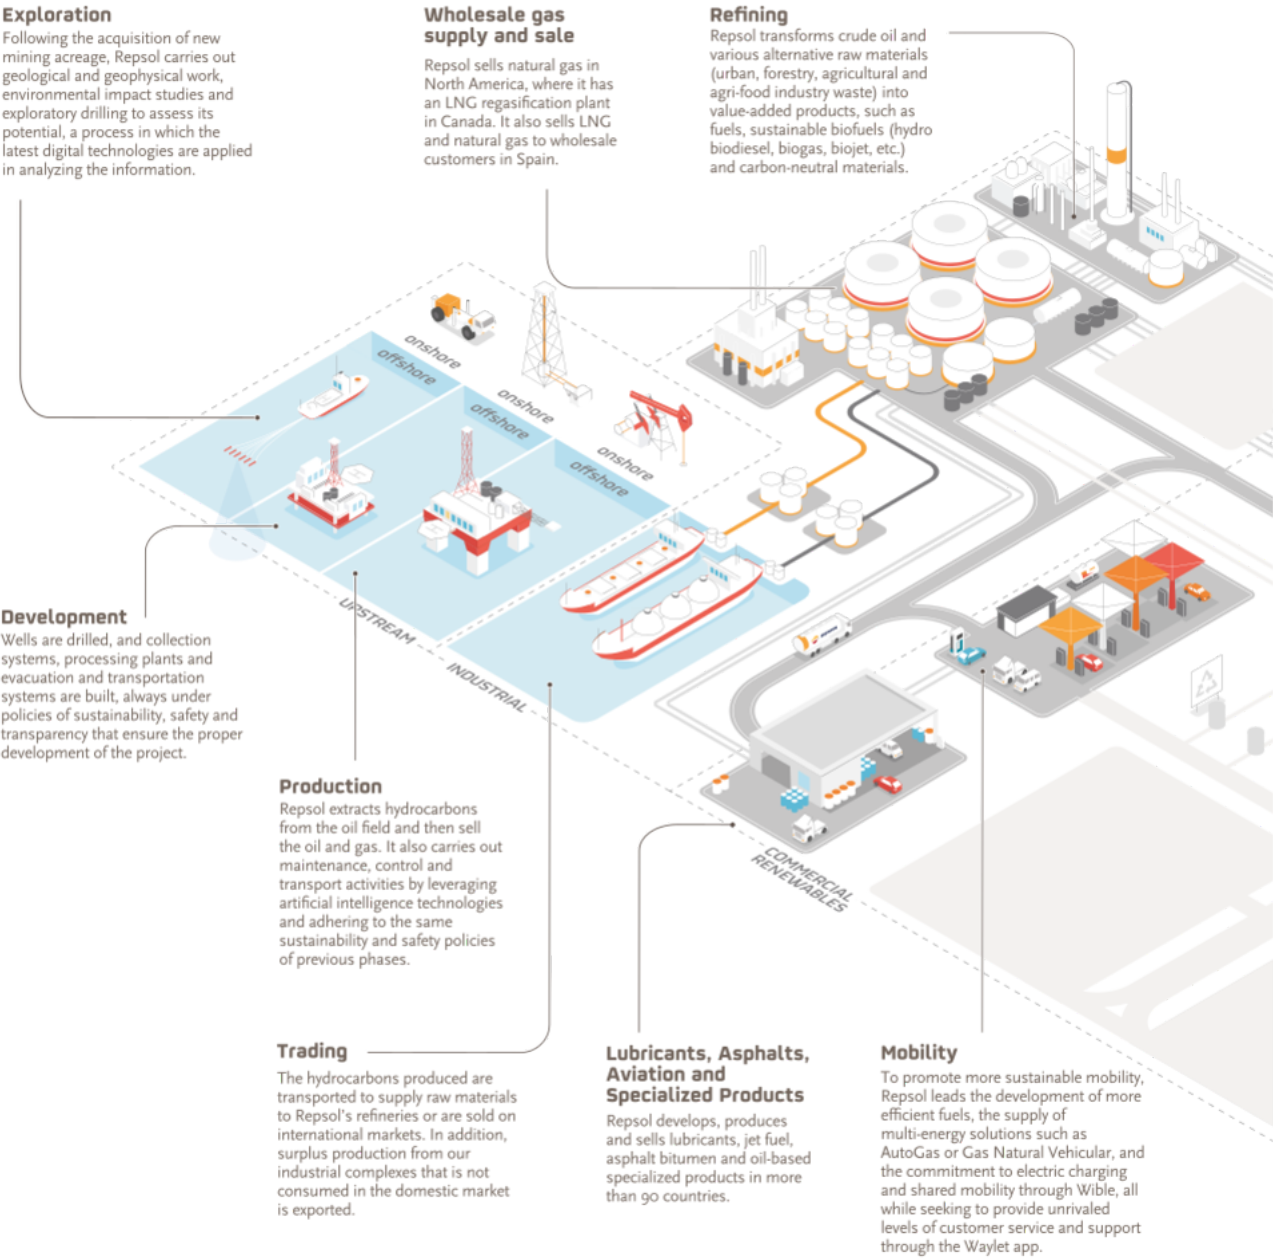 Exploration
Following the acquisition of new
mining acreage, Repsol carries out
geological and geophysical work,
environmental impact studies and
exploratory drilling to assess its
potential, a process in which the
latest digital technologies are applied
in analyzing the information.
Wholesale gas
supply and sale
Repsol sells natural gas in
North America, where it has
an LNG regasification plant
in Canada. It also sells LNG
and natural gas to wholesale
customers in Spain.
Refining
Repsol transforms crude oil and
various alternative raw materials
(urban, forestry, agricultural and
agri-food industry waste) into
value-added products, such as
fuels, sustainable biofuels (hydro
biodiesel, biogas, biojet, etc.)
and carbon-neutral materials.
onshore
offshore
onshore
offshore
onshore
offshore
UPSTREAM
INDUSTRIAL
COMMERCIAL
RENEWABLES
Development
Wells are drilled, and collection
systems, processing plants and
evacuation and transportation
systems are built, always under
policies of sustainability, safety and
transparency that ensure the proper
development of the project.
Production
Repsol extracts hydrocarbons
from the oil field and then sell
the oil and gas. It also carries out
maintenance, control and
transport activities by leveraging
artificial intelligence technologies
and adhering to the same
sustainability and safety policies
of previous phases.
Trading
The hydrocarbons produced are
transported to supply raw materials
to Repsol's refineries or are sold on
international markets. In addition,
surplus production from our
industrial complexes that is not
consumed in the domestic market
is exported.
Lubricants, Asphalts,
Aviation and
Specialized Products
Repsol develops, produces
and sells lubricants, jet fuel,
asphalt bitumen and oil-based
specialized products in more
than 90 countries.
Mobility
To promote more sustainable mobility,
Repsol leads the development of more
efficient fuels, the supply of
multi-energy solutions such as
AutoGas or Gas Natural Vehicular, and
the commitment to electric charging
and shared mobility through Wible, all
while seeking to provide unrivaled
levels of customer service and support
through the Waylet app.